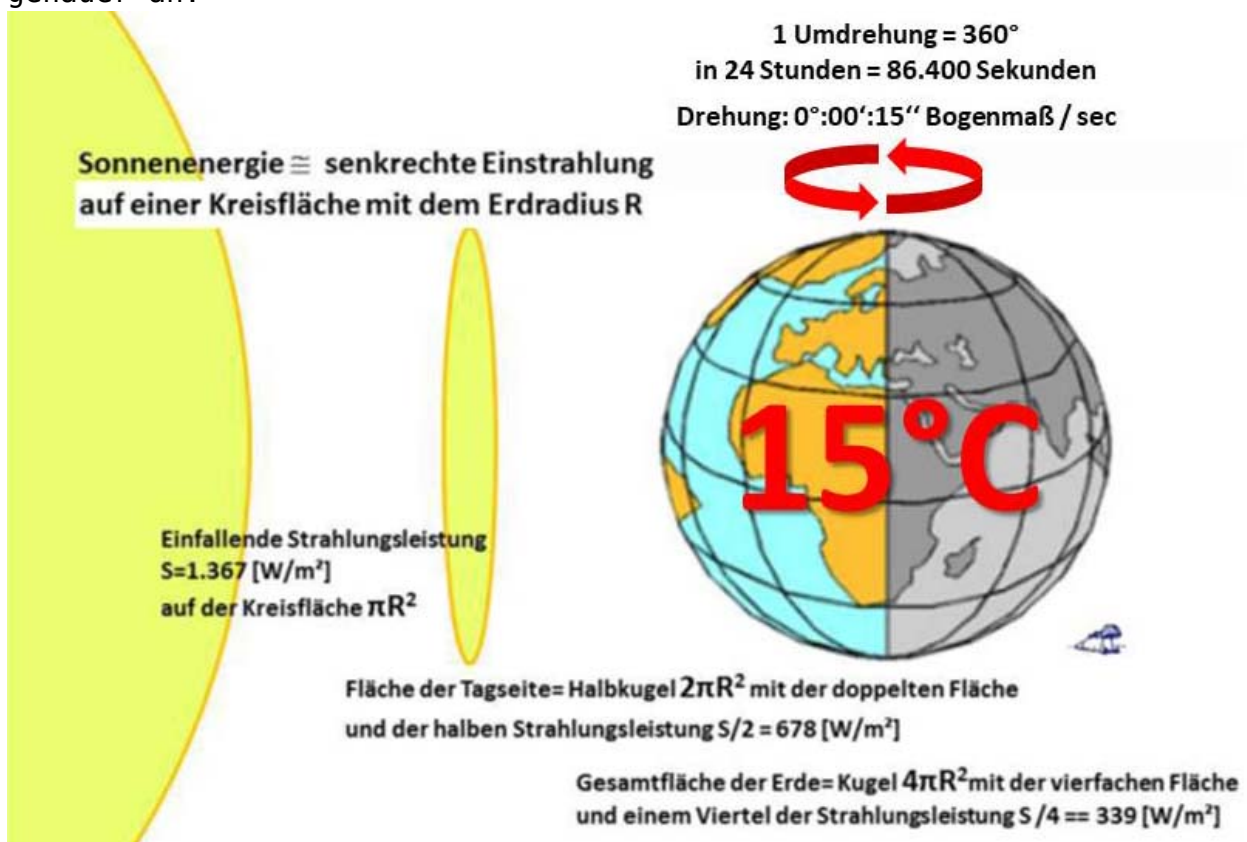 genauer an:
1 Umdrehung = 360°
in 24 Stunden = 86.400 Sekunden
Drehung: 0°:00‘:15‘‘ Bogenmaß / sec
Sonnenenergie ≅ senkrechte Einstrahlung
auf einer Kreisfläche mit dem Erdradius R
15°C
Einfallende Strahlungsleistung
S=1.367 [W/m²]
auf der Kreisfläche πR²
Fläche der Tagseite= Halbkugel 2πR² mit der doppelten Fläche
und der halben Strahlungsleistung S/2 = 678 [W/m²]
Gesamtfläche der Erde= Kugel 4πR² mit der vierfachen Fläche
und einem Viertel der Strahlungsleistung S /4 == 339 [W/m²]